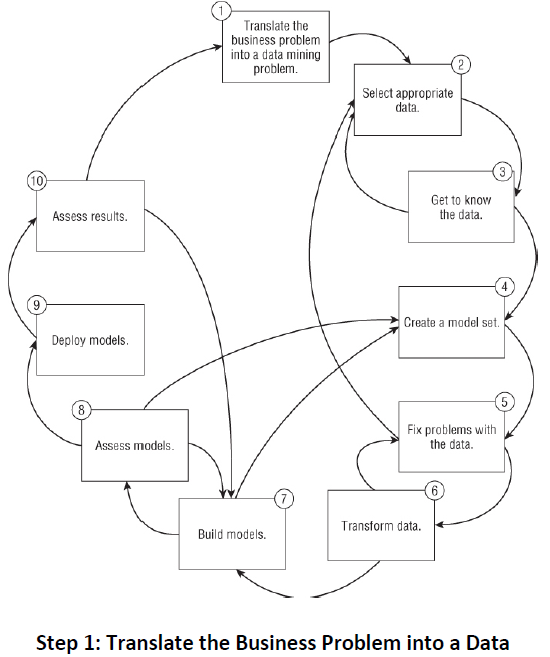 1
Translate the
business problem
into a data mining
problem.
2
Select appropriate
data.
3
Get to know
the data.
4
Create a model set.
5
Fix problems with
the data.
6
Transform data.
7
Build models.
8
Assess models.
9
Deploy models.
10
Assess results.
Step 1: Translate the Business Problem into a Data